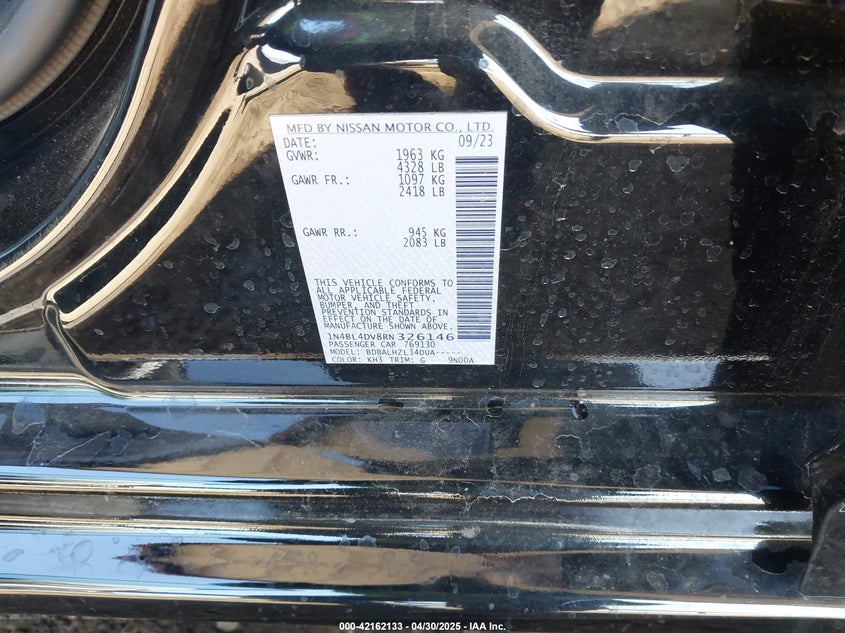 MFD BY NISSAN MOTOR CO., LTD.
DATE: 09/23
GVWR: 1963 KG
4328 LB
GAWR FR.: 1097 KG
2418 LB
GAWR RR.: 945 KG
2083 LB
THIS VEHICLE CONFORMS TO
ALL APPLICABLE FEDERAL
MOTOR VEHICLE SAFETY,
BUMPER, AND THEFT
PREVENTION STANDARDS IN
EFFECT ON THE DATE OF
MANUFACTURE SHOWN ABOVE.
1N4BL4DV8RN326146
PASSENGER CAR 769130
MODEL: BDBALHZL34DUA-----
COLOR: KH3 TRIM: G 9N00A
000-42162133 - 04/30/2025 - IAA Inc.